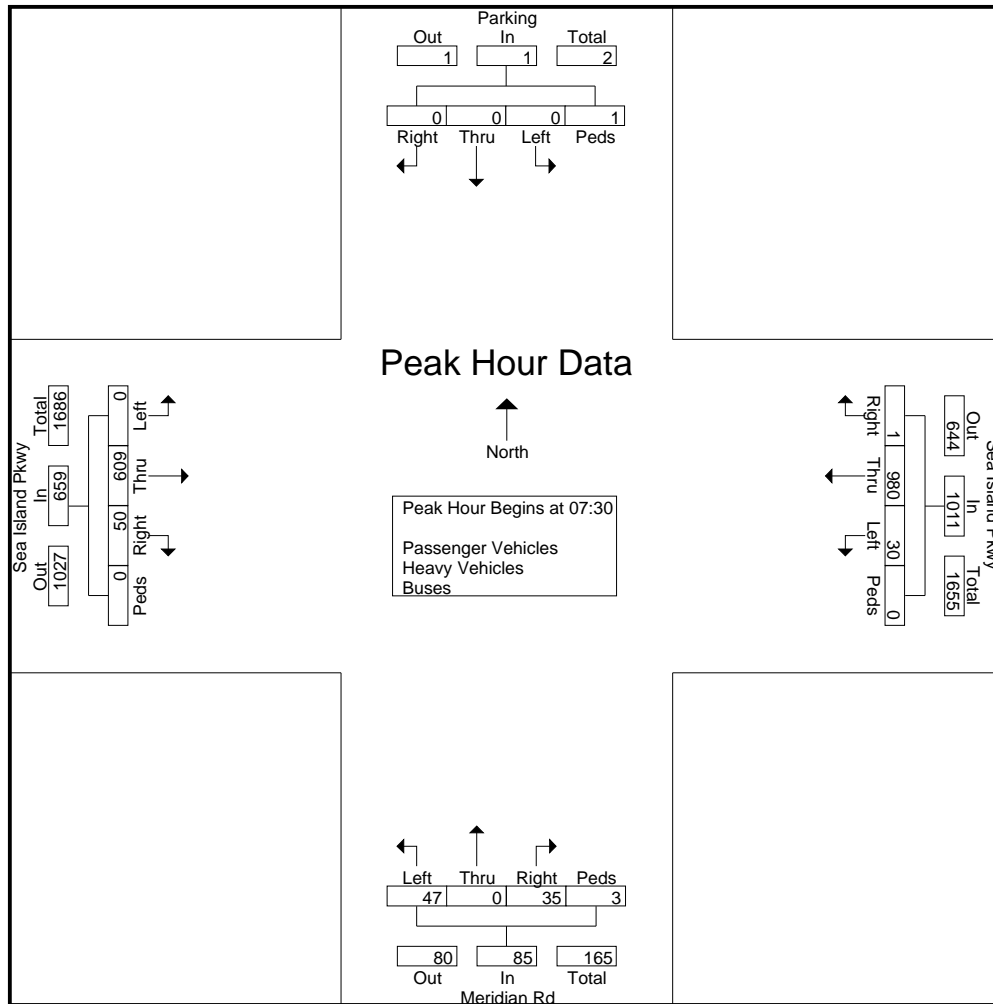 Parking
Out In Total
1 1 2
0 0 0 1
Right Thru Left Peds
Peak Hour Data
North
Peak Hour Begins at 07:30
Passenger Vehicles
Heavy Vehicles
Buses
Sea Island Pkwy
Out In Total
1027 659 1686
0 50 609 0
Peds Right Thru Left
Sea Island Pkwy
Out In Total
644 1011 1655
1 980 30 0
Right Thru Left Peds
Left Thru Right Peds
47 0 35 3
80 85 165
Out In Total
Meridian Rd